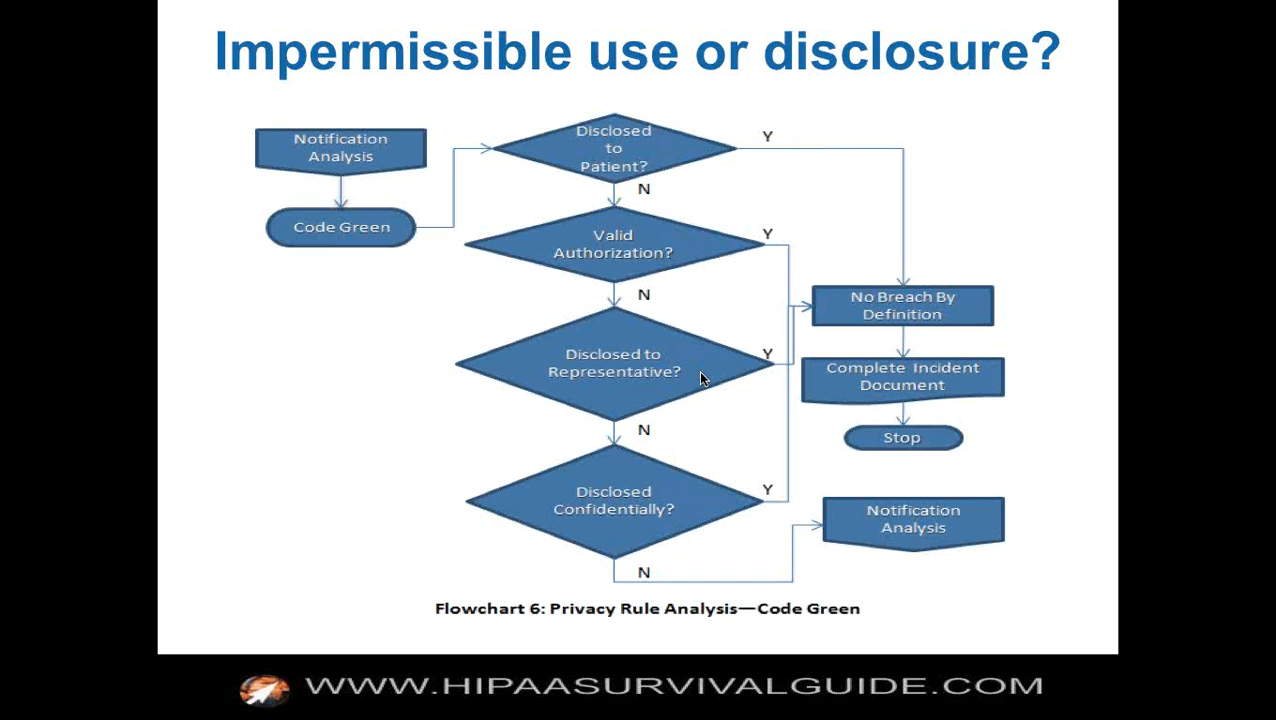 Impermissible use or disclosure?
Notification
Analysis
Code Green
Disclosed
to
Patient?
Y
N
Valid
Authorization?
Y
N
Disclosed to
Representative?
Y
N
Disclosed
Confidentially?
Y
N
No Breach By
Definition
Complete Incident
Document
Stop
Notification
Analysis
Flowchart 6: Privacy Rule Analysis—Code Green
WWW.HIPAASURVIVALGUIDE.COM